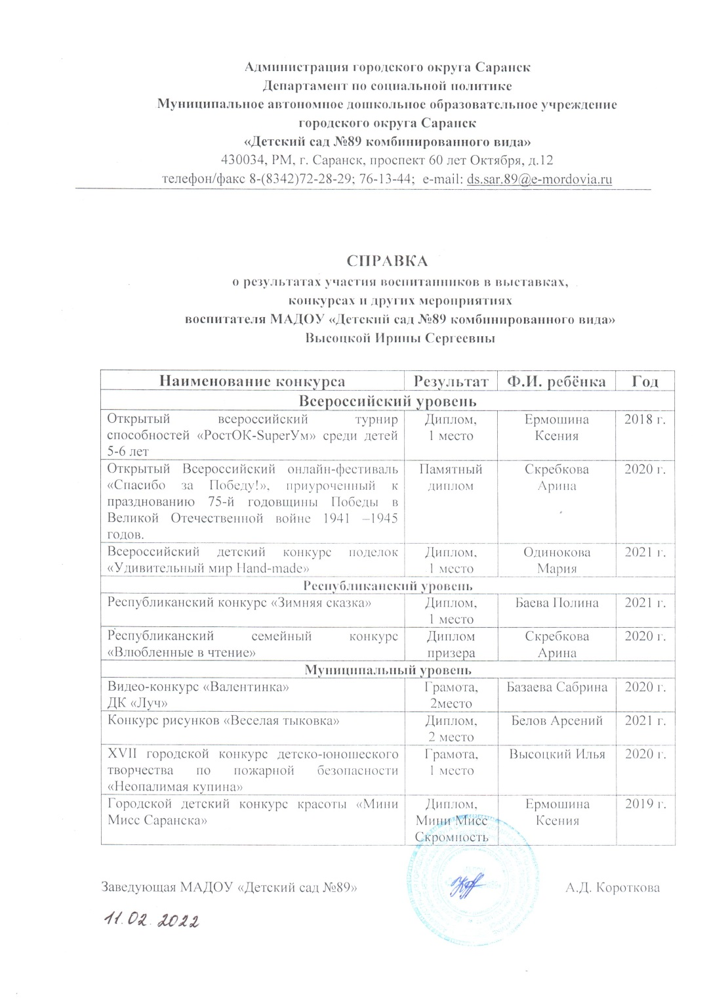 Администрация городского округа Саранск
Департамент по социальной политике
Муниципальное автономное дошкольное образовательное учреждение
городского округа Саранск
«Детский сад №89 комбинированного вида»
430034, РМ, г. Саранск, проспект 60 лет Октября, д.12
телефон/факс 8-(8342)72-28-29; 76-13-44; e-mail: ds.sar.89@e-mordovia.ru
СПРАВКА
о результатах участия воспитанников в выставках,
конкурсах и других мероприятиях
воспитателя МАДОУ «Детский сад №89 комбинированного вида»
Высоцкой Ирины Сергеевны
Наименование конкурса Результат Ф.И. ребёнка Год
Всероссийский уровень
Открытый всероссийский турнир Диплом, Ермошина 2018 г.
способностей «РостОК-SuperУм» среди детей 1 место Ксения
5-6 лет
Открытый Всероссийский онлайн-фестиваль Памятный Скребкова 2020 г.
«Спасибо за Победу!», приуроченный к диплом Арина
празднованию 75-й годовщины Победы в
Великой Отечественной войне 1941 –1945
годов.
Всероссийский детский конкурс поделок Диплом, Одинокова 2021 г.
«Удивительный мир Hand-made» 1 место Мария
Республиканский уровень
Республиканский конкурс «Зимняя сказка» Диплом, Баева Полина 2021 г.
1 место
Республиканский семейный конкурс Диплом Скребкова 2020 г.
«Влюбленные в чтение» призера Арина
Муниципальный уровень
Видео-конкурс «Валентинка» Грамота, Базаева Сабрина 2020 г.
ДК «Луч» 2место
Конкурс рисунков «Веселая тыковка» Диплом, Белов Арсений 2021 г.
2 место
XVII городской конкурс детско-юношеского Грамота, Высоцкий Илья 2020 г.
творчества по пожарной безопасности 1 место
«Неопалимая купина»
Городской детский конкурс красоты «Мини Диплом, Ермошина 2019 г.
Мисс Саранска» Мини Мисс Ксения
Скромность
Заведующая МАДОУ «Детский сад №89» А.Д. Короткова
11.02.2022